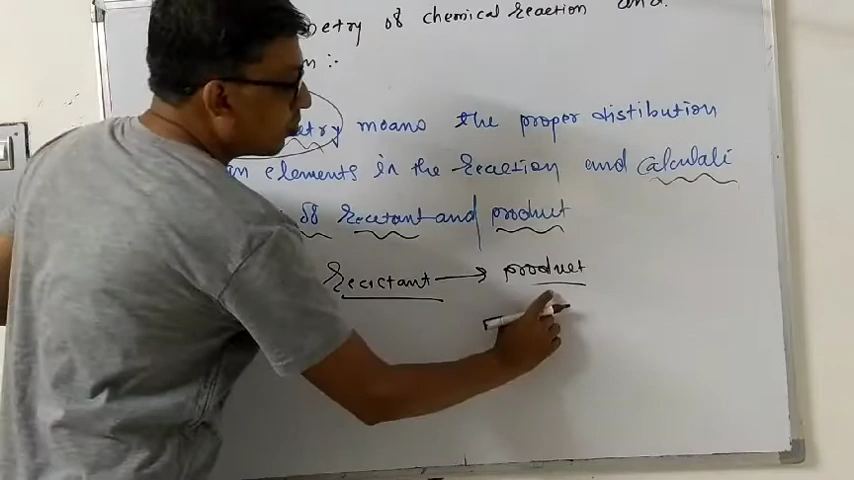 etry of chemical reaction and
n :-
etry means the proper distibution
in elements in the reaction and calculati
of reactant and product
reactant → product